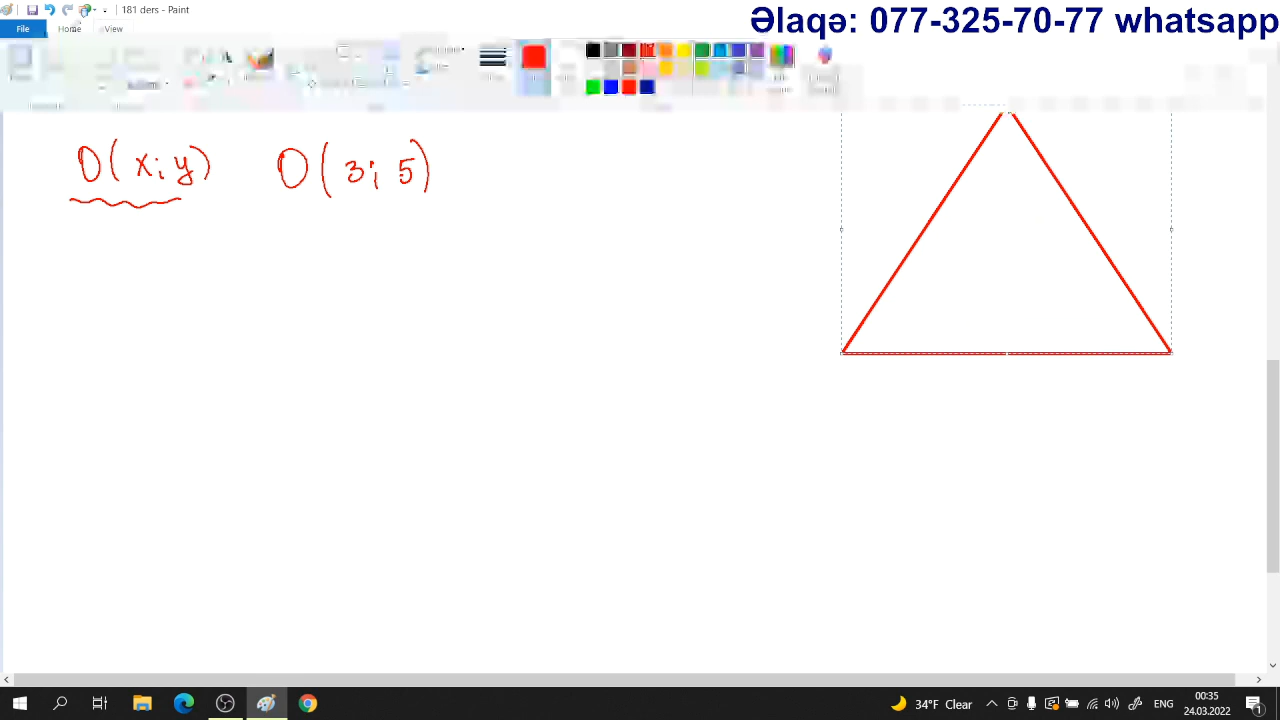 181 ders - Paint
Əlaqə: 077-325-70-77 whatsapp
File Home View
O(x; y) O(3; 5)
34°F Clear ENG 00:35
24.03.2022
1